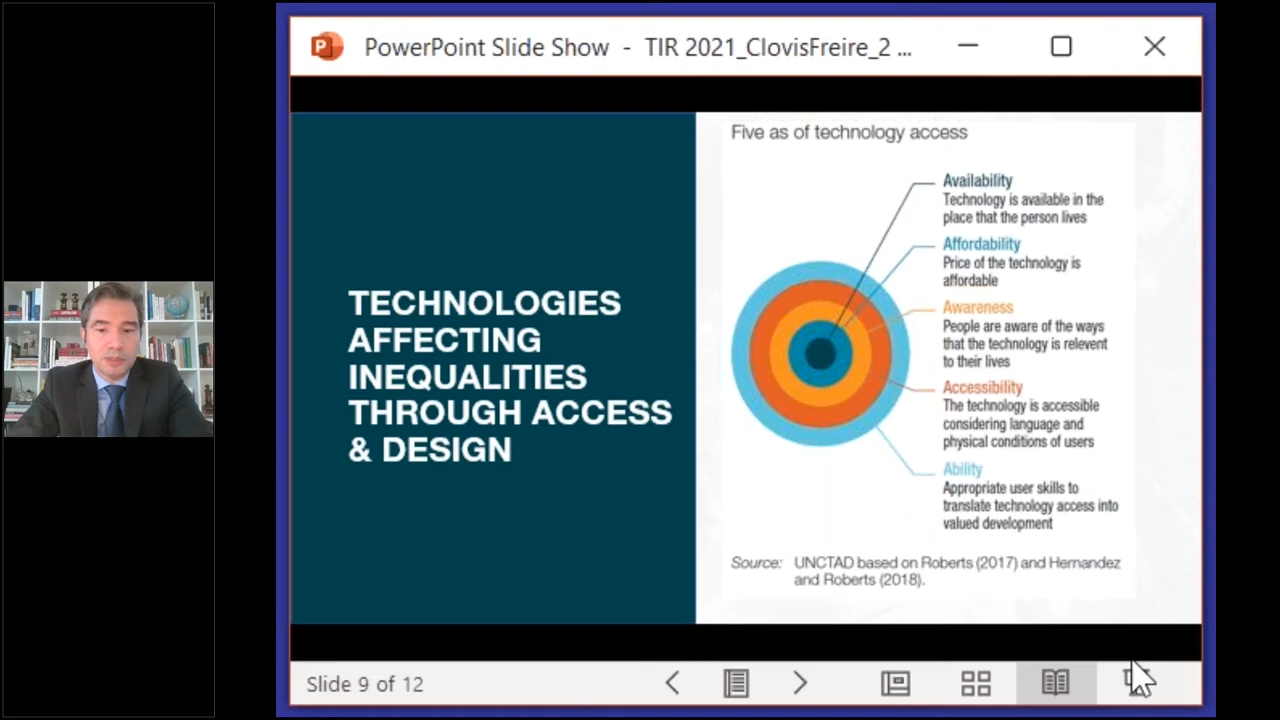 PowerPoint Slide Show - TIR 2021_ClovisFreire_2 ...
TECHNOLOGIES
AFFECTING
INEQUALITIES
THROUGH ACCESS
& DESIGN
Five as of technology access
Availability
Technology is available in the
place that the person lives
Affordability
Price of the technology is
affordable
Awareness
People are aware of the ways
that the technology is relevent
to their lives
Accessibility
The technology is accessible
considering language and
physical conditions of users
Ability
Appropriate user skills to
translate technology access into
valued development
Source: UNCTAD based on Roberts (2017) and Hernandez
and Roberts (2018).
Slide 9 of 12